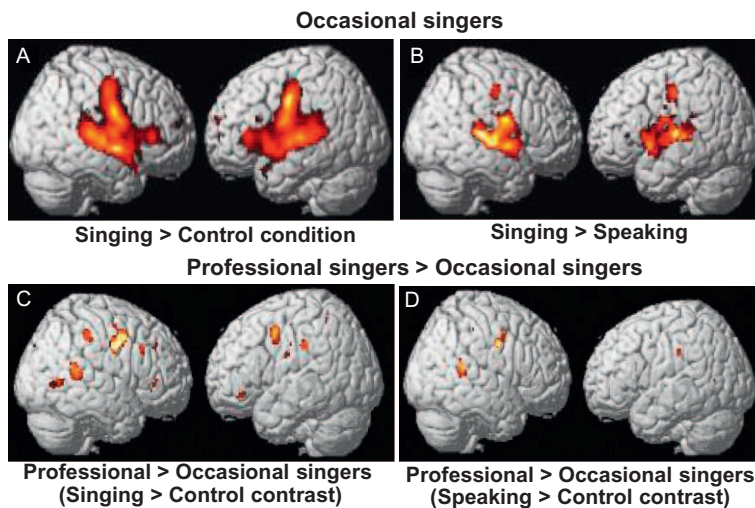 Occasional singers
A
B
Singing > Control condition
Singing > Speaking
Professional singers > Occasional singers
C
D
Professional > Occasional singers
(Singing > Control contrast)
Professional > Occasional singers
(Speaking > Control contrast)